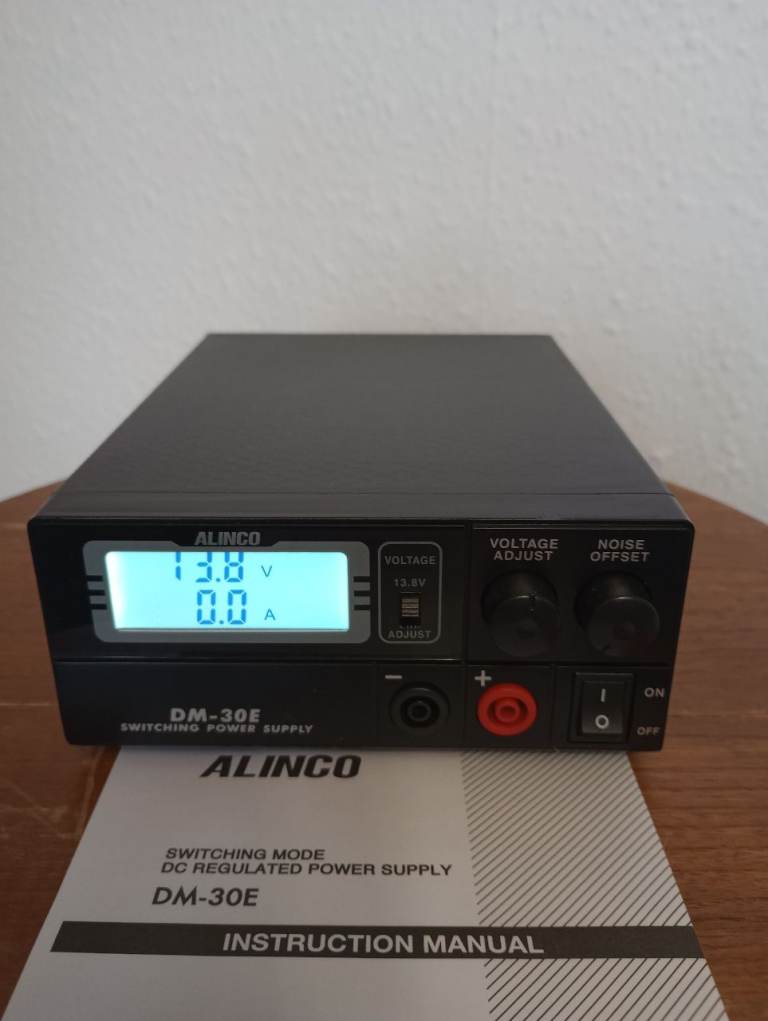 ALINCO
13.8 V
0.0 A
VOLTAGE
13.8V
ADJUST
VOLTAGE
ADJUST
NOISE
OFFSET
DM-30E
SWITCHING POWER SUPPLY
−
+
I
O
ON
OFF
ALINCO
SWITCHING MODE
DC REGULATED POWER SUPPLY
DM-30E
INSTRUCTION MANUAL